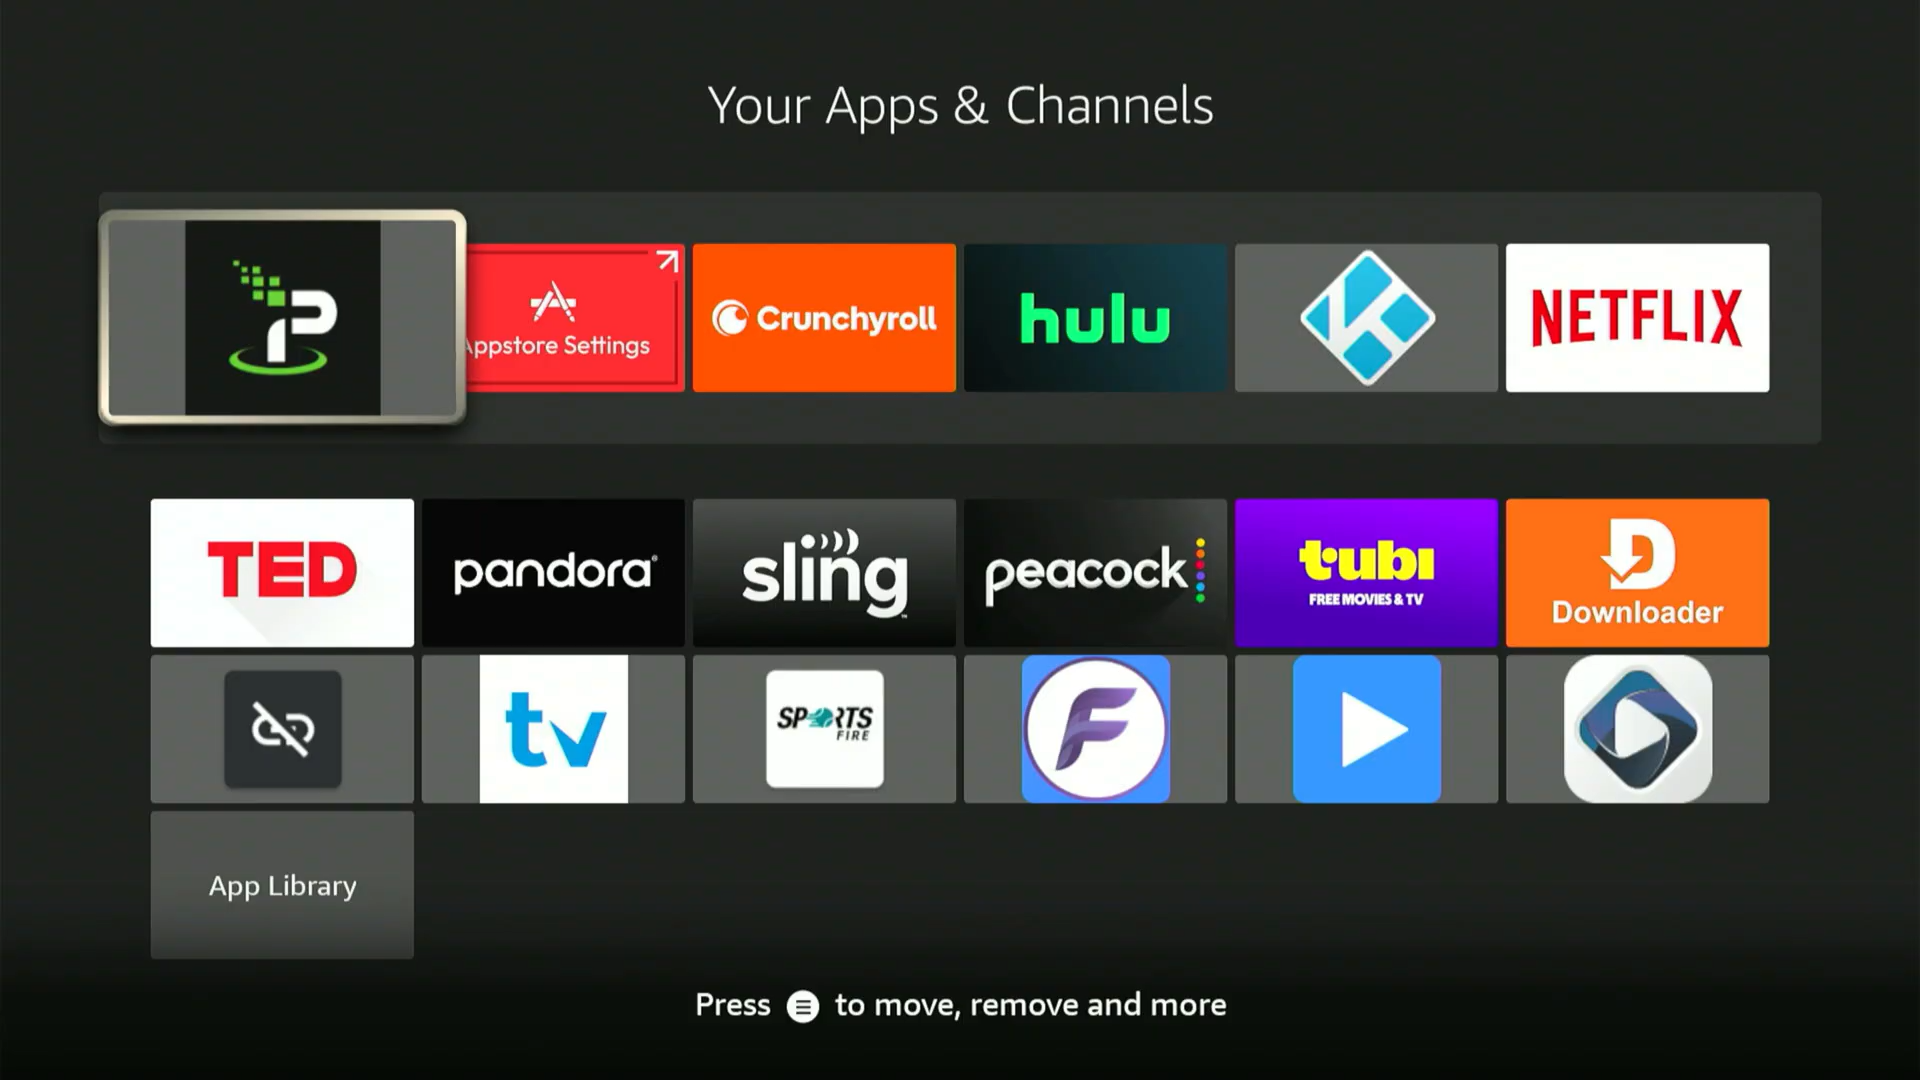 Your Apps & Channels
Appstore Settings
Crunchyroll
hulu
NETFLIX
TED
pandora
sling
peacock
tubi
FREE MOVIES & TV
Downloader
tv
SPORTS
FIRE
App Library
Press to move, remove and more